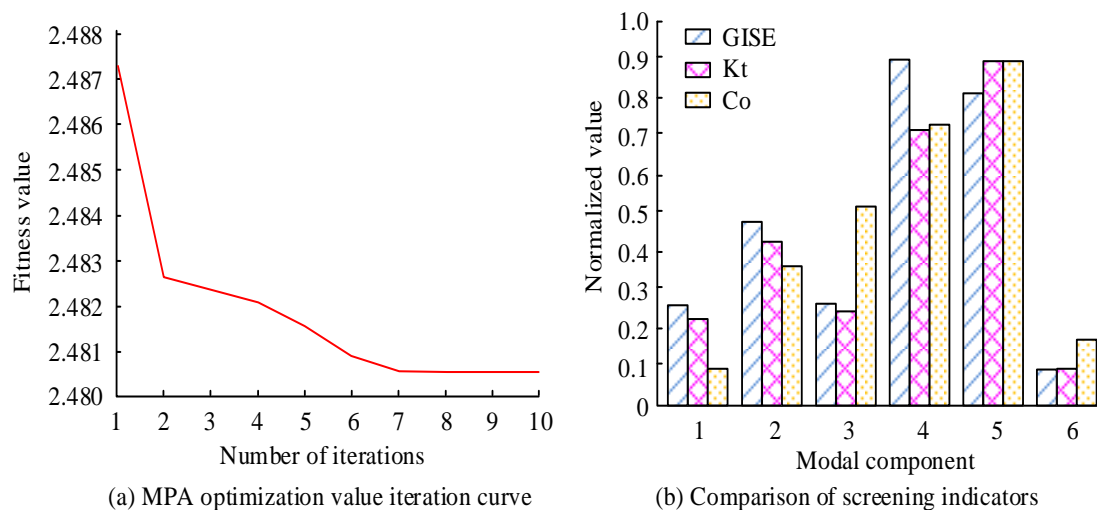 2.488
2.487
2.486
2.485
2.484
2.483
2.482
2.481
2.480
Fitness value
1 2 3 4 5 6 7 8 9 10
Number of iterations
(a) MPA optimization value iteration curve
1.0
0.9
0.8
0.7
0.6
0.5
0.4
0.3
0.2
0.1
0
Normalized value
GISE
Kt
Co
1 2 3 4 5 6
Modal component
(b) Comparison of screening indicators